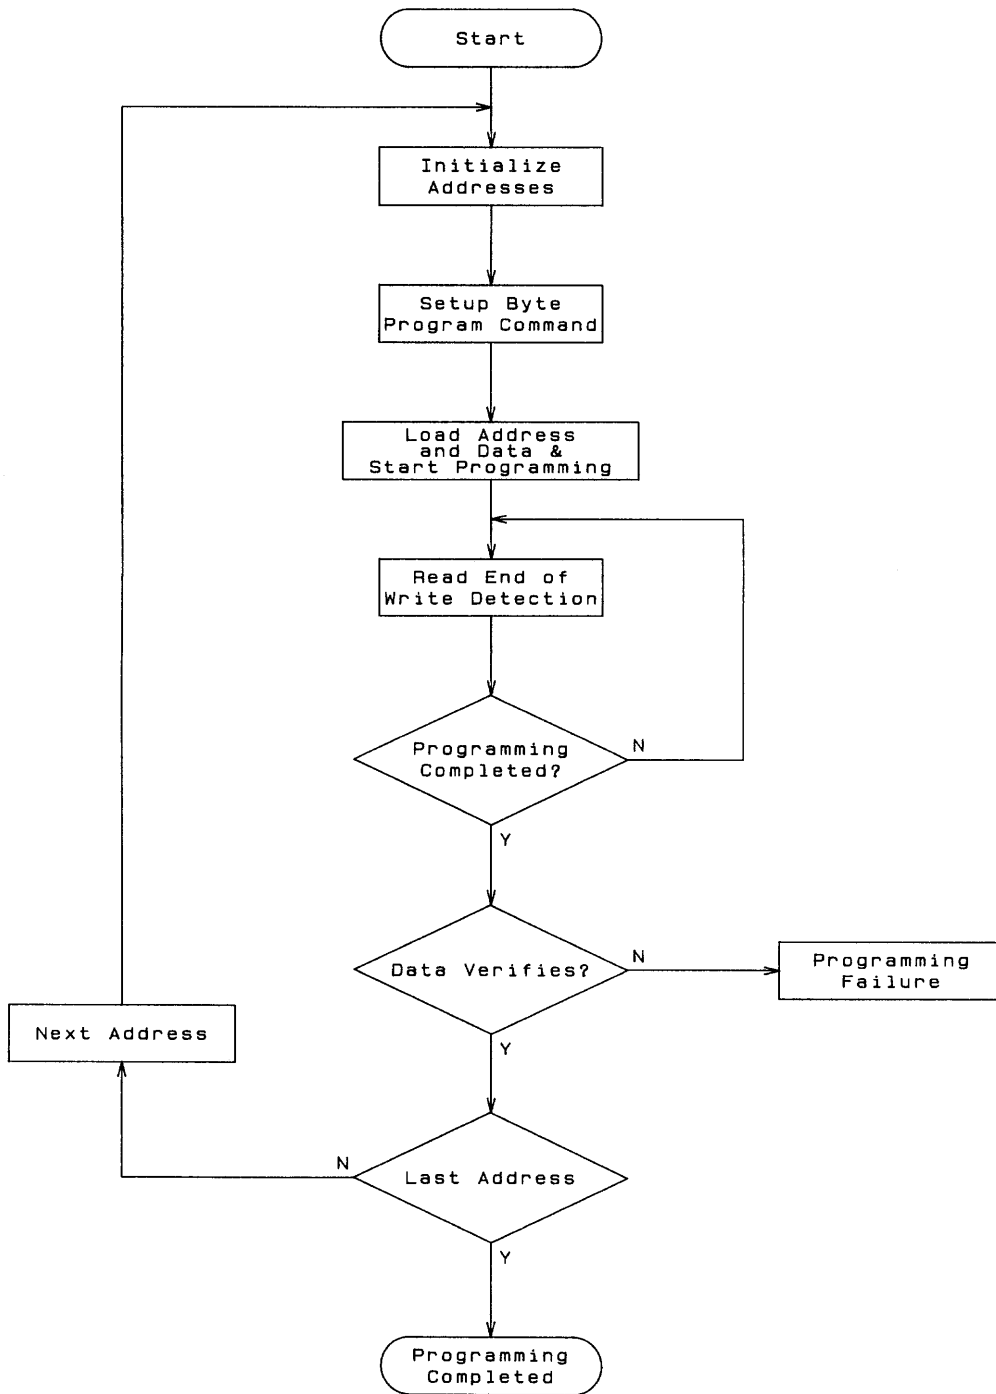 Start
Initialize
Addresses
Setup Byte
Program Command
Load Address
and Data &
Start Programming
Read End of
Write Detection
Programming
Completed?
N
Y
Data Verifies?
N
Programming
Failure
Y
Next Address
Last Address
N
Y
Programming
Completed